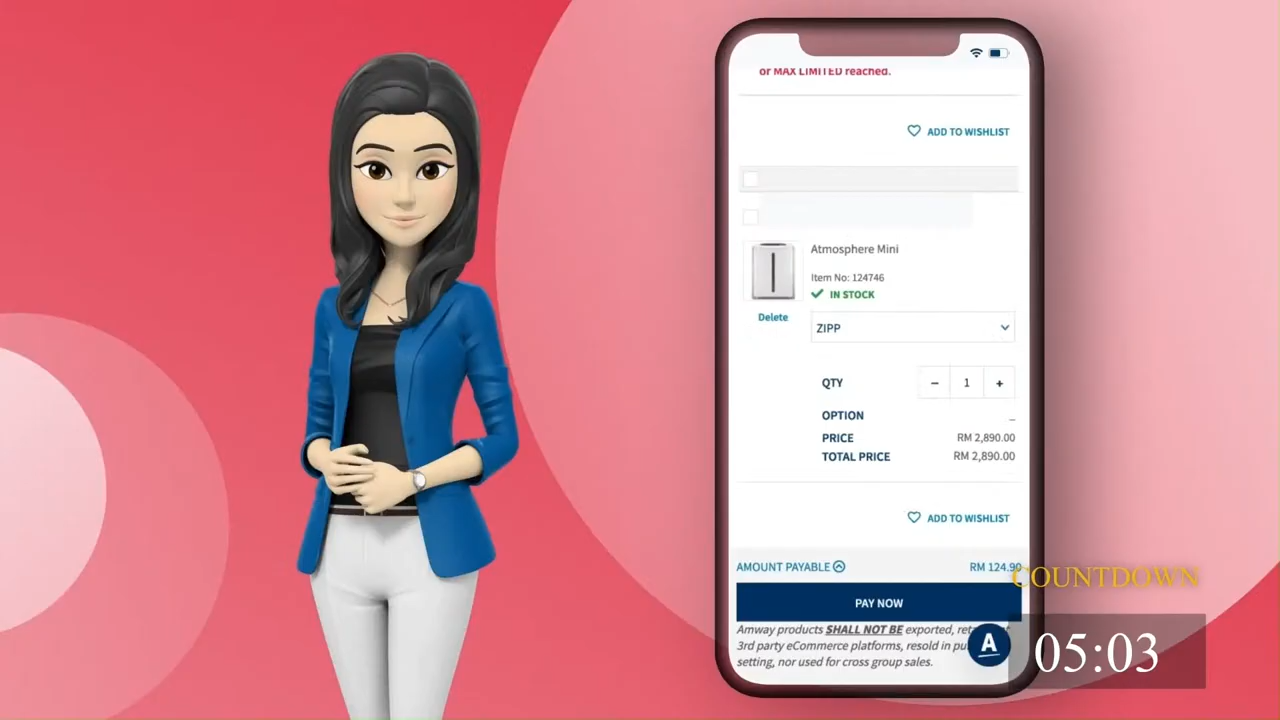 or MAX LIMITED reached.
ADD TO WISHLIST
Atmosphere Mini
Item No: 124746
IN STOCK
Delete
ZIPP
QTY
− 1 +
OPTION –
PRICE RM 2,890.00
TOTAL PRICE RM 2,890.00
ADD TO WISHLIST
AMOUNT PAYABLE RM 124.90
COUNTDOWN
PAY NOW
Amway products SHALL NOT BE exported,
3rd party eCommerce platforms, resold in
setting, nor used for cross group sales.
A
05:03